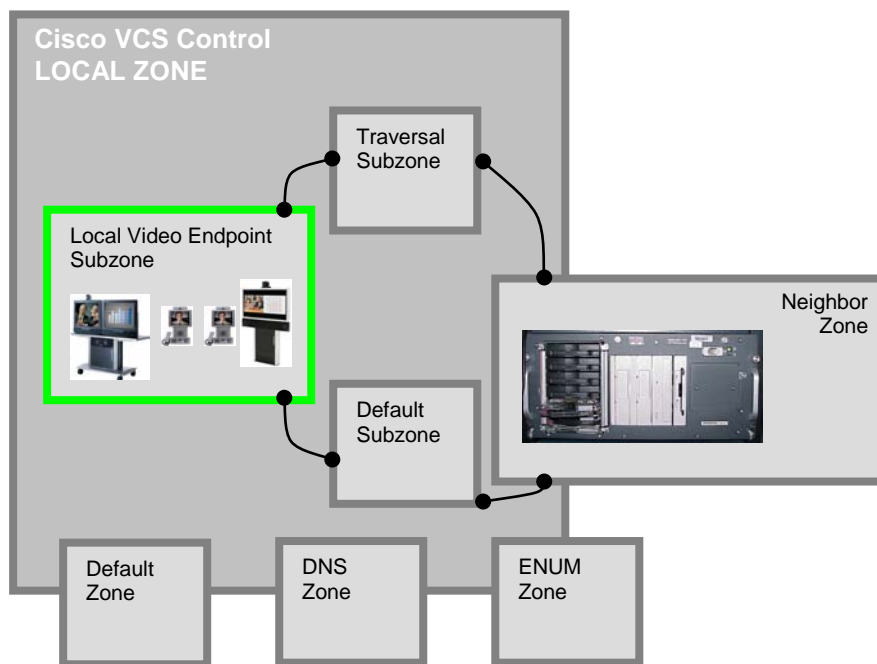 Cisco VCS Control
LOCAL ZONE
Traversal
Subzone
Local Video Endpoint
Subzone
Neighbor
Zone
Default
Subzone
Default
Zone
DNS
Zone
ENUM
Zone